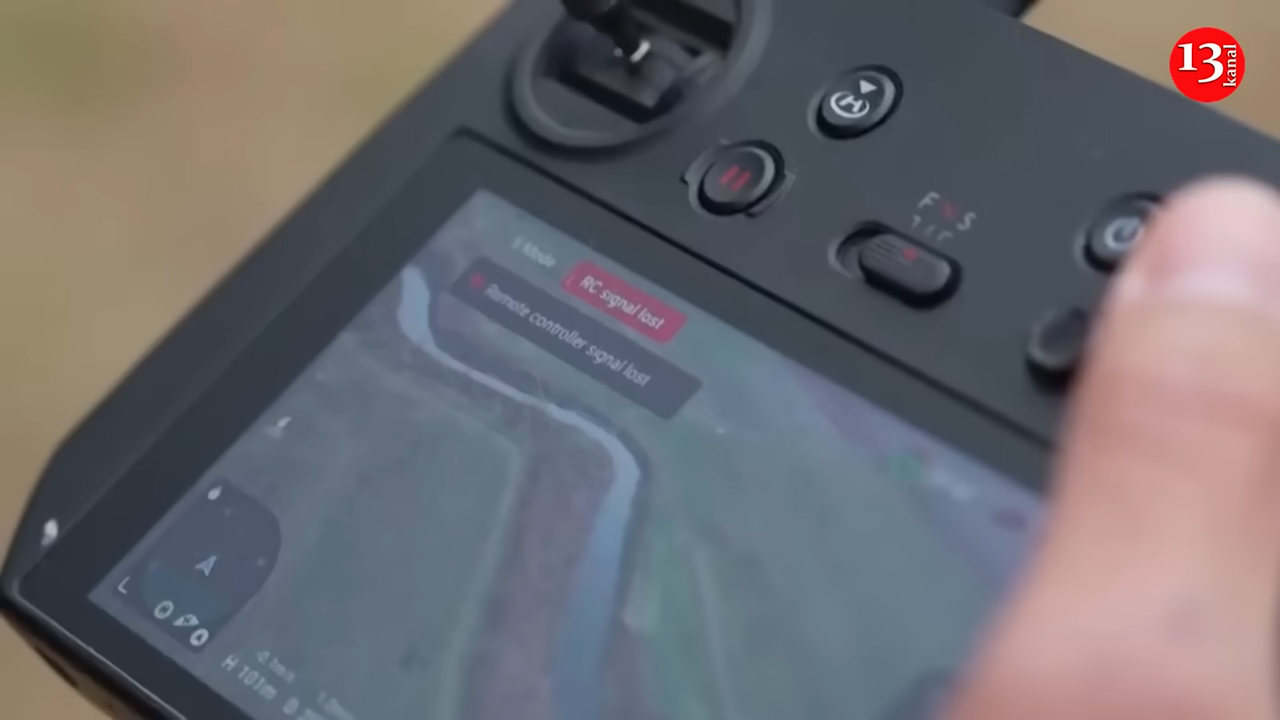 13 kanal
H
F N S
S Mode
RC signal lost
Remote controller signal lost
H 101m